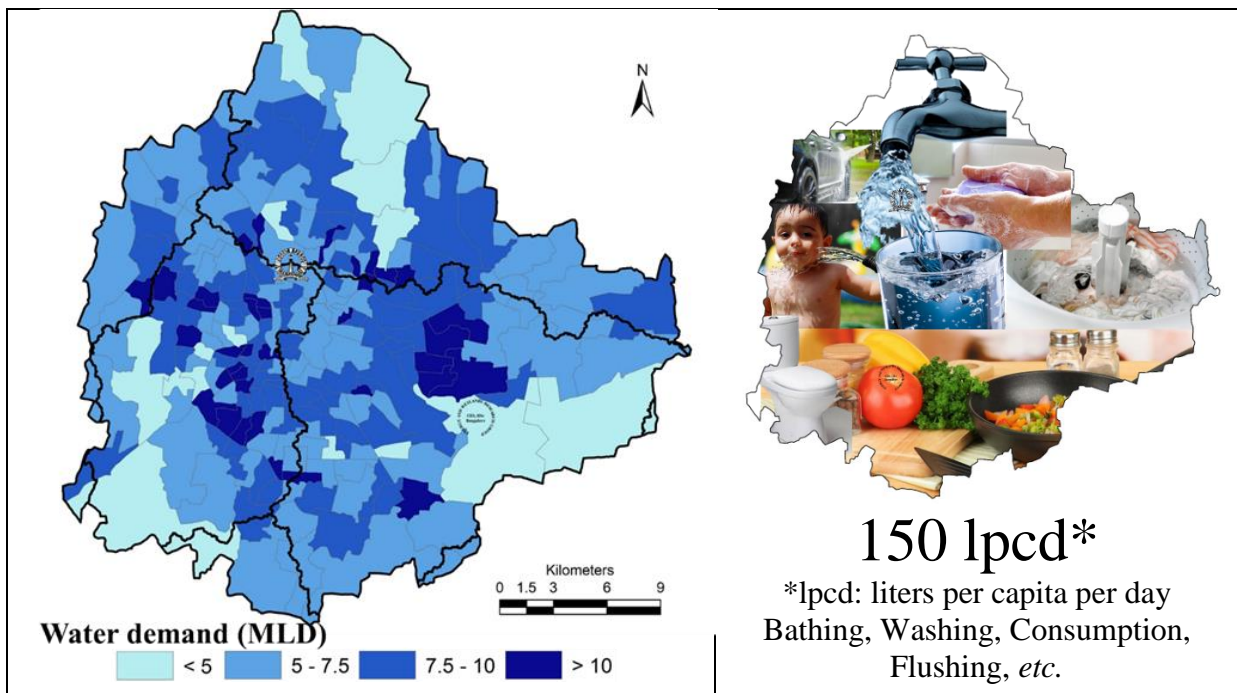 N
Kilometers
0 1.5 3 6 9
Water demand (MLD)
< 5 5 - 7.5 7.5 - 10 > 10
150 lpcd*
*lpcd: liters per capita per day
Bathing, Washing, Consumption,
Flushing, etc.